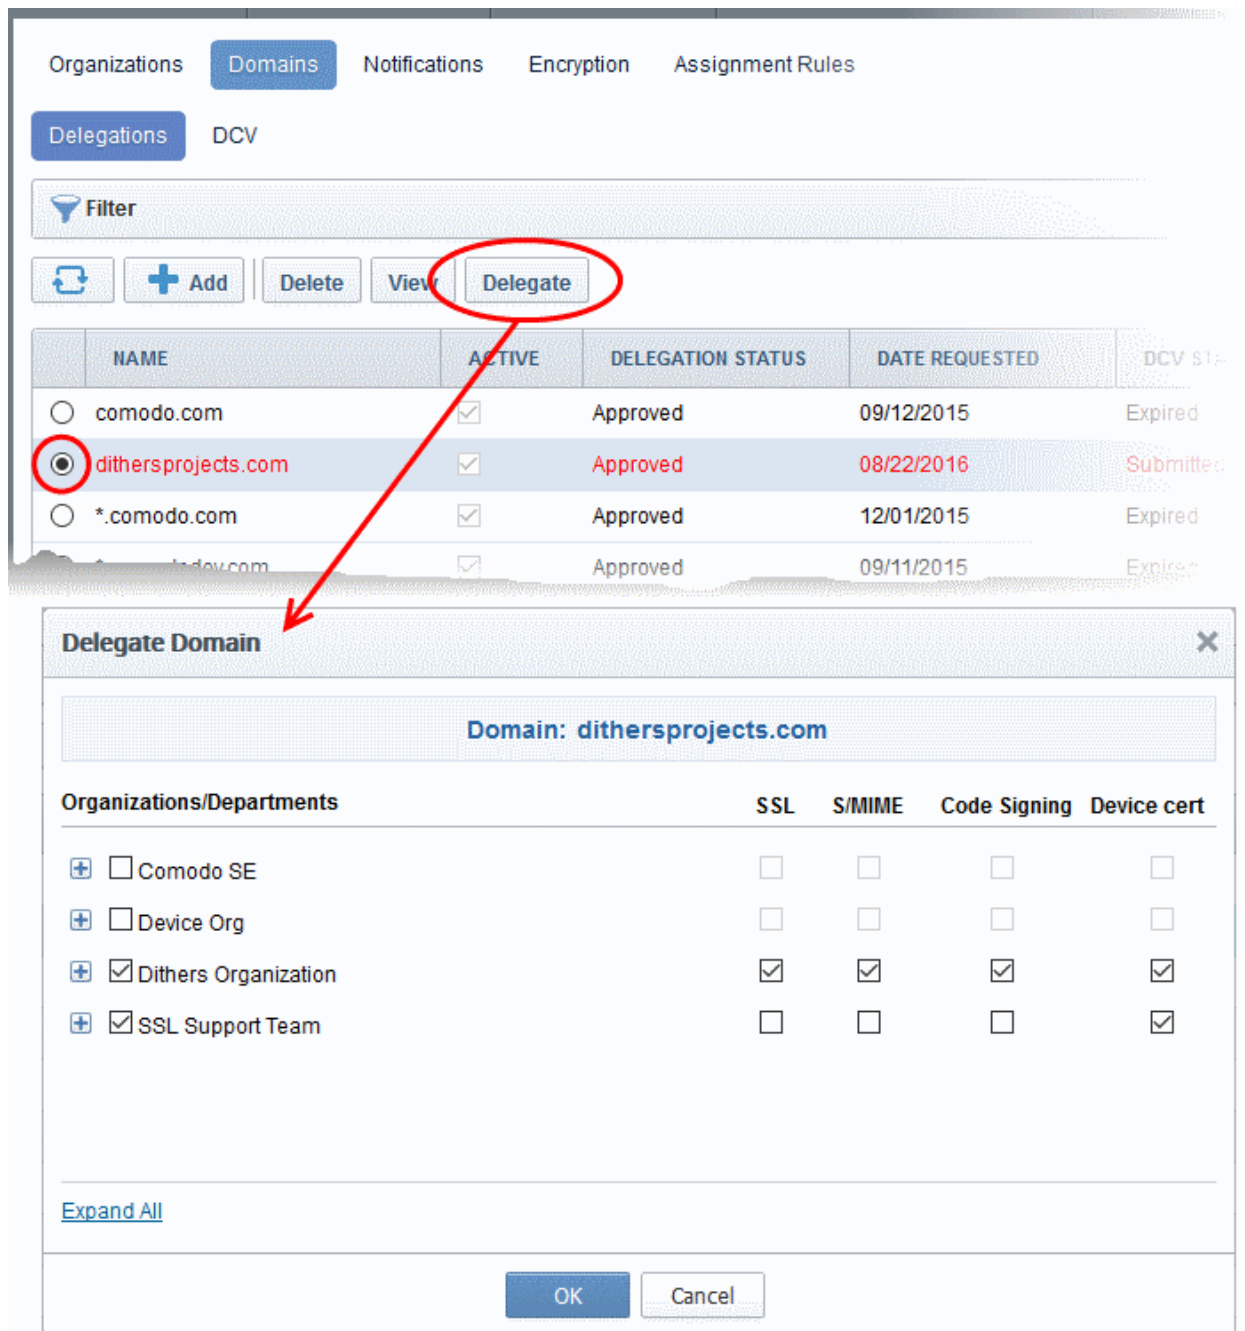 Organizations Domains Notifications Encryption Assignment Rules
Delegations DCV
Filter
Add Delete View Delegate
NAME ACTIVE DELEGATION STATUS DATE REQUESTED DCV
comodo.com Approved 09/12/2015 Expired
dithersprojects.com Approved 08/22/2016 Submitted
*.comodo.com Approved 12/01/2015 Expired
Approved 09/11/2015 Expired
Delegate Domain
Domain: dithersprojects.com
Organizations/Departments SSL S/MIME Code Signing Device cert
Comodo SE
Device Org
Dithers Organization
SSL Support Team
Expand All
OK Cancel